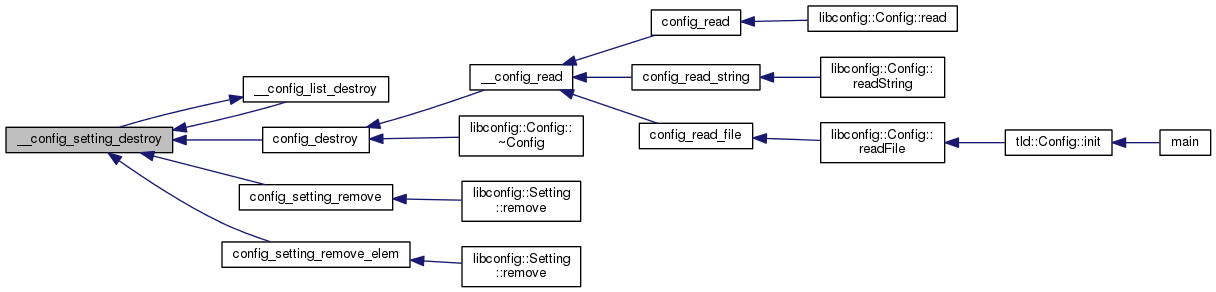 __config_setting_destroy
__config_list_destroy
config_destroy
config_setting_remove
config_setting_remove_elem
__config_read
libconfig::Config::
~Config
libconfig::Setting
::remove
libconfig::Setting
::remove
config_read
config_read_string
config_read_file
libconfig::Config::read
libconfig::Config::
readString
libconfig::Config::
readFile
tld::Config::init
main